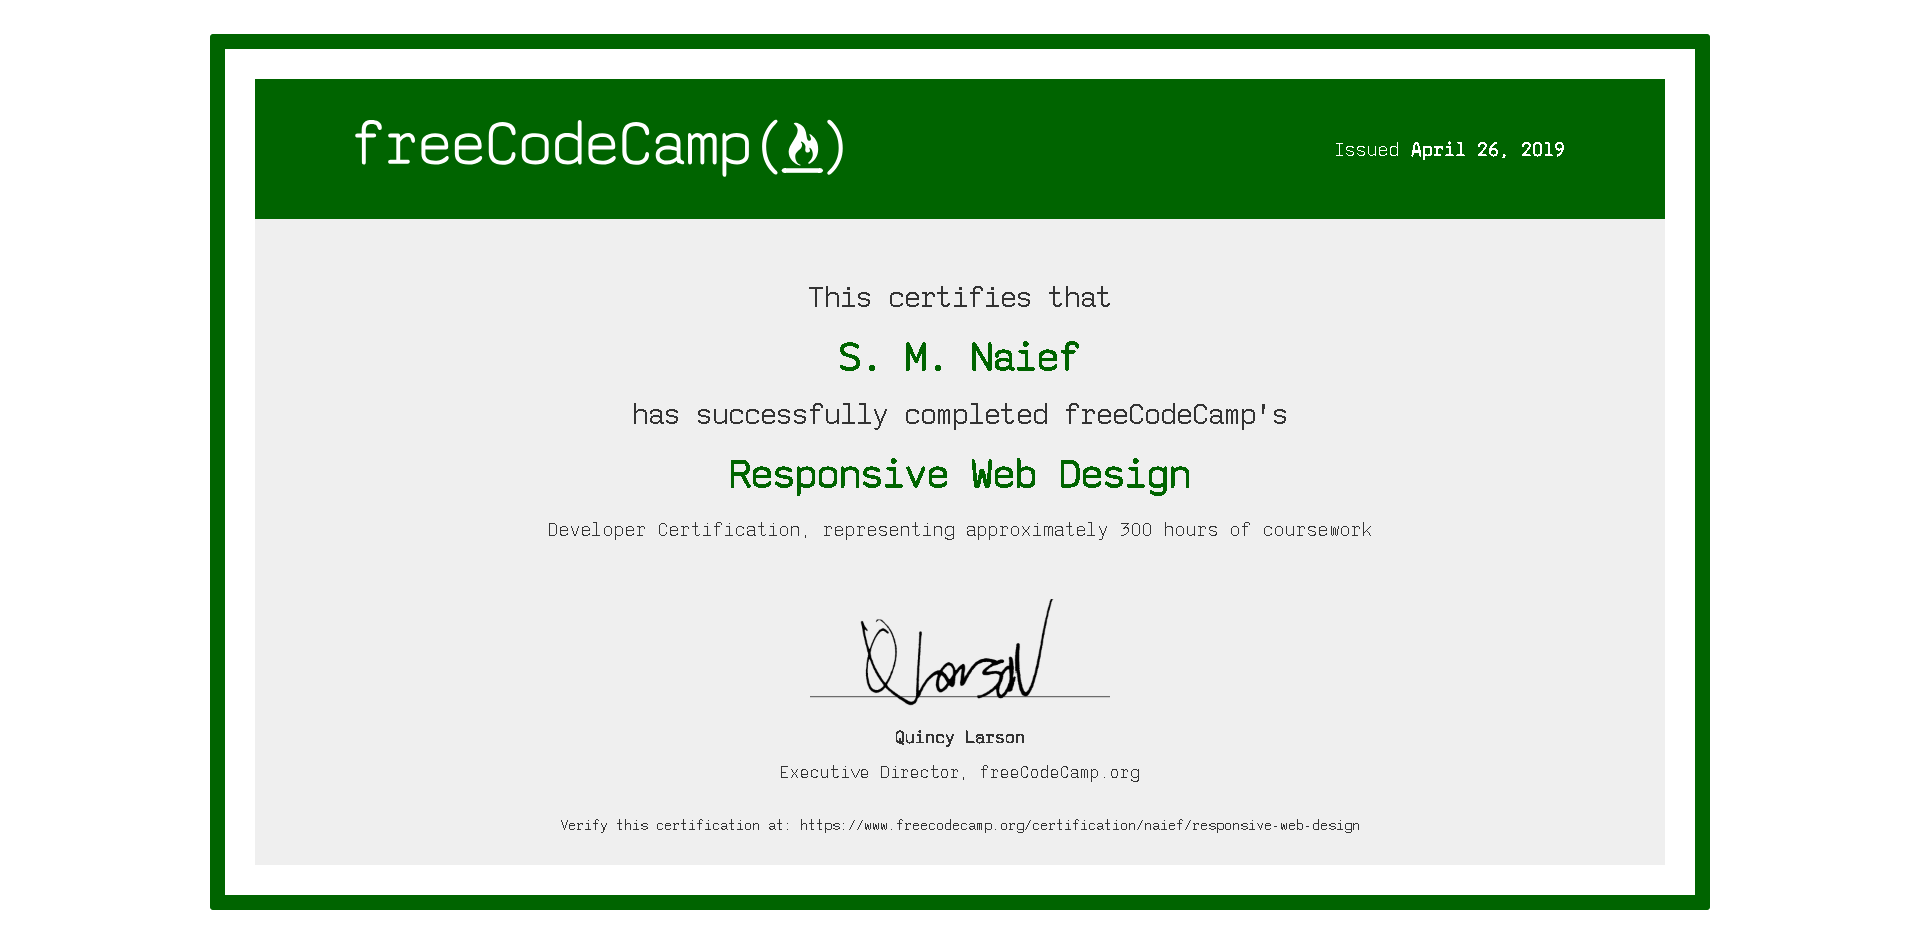 freeCodeCamp(🔥)
Issued April 26, 2019
This certifies that
S. M. Naief
has successfully completed freeCodeCamp's
Responsive Web Design
Developer Certification, representing approximately 300 hours of coursework
QLarson
Quincy Larson
Executive Director, freeCodeCamp.org
Verify this certification at: https://www.freecodecamp.org/certification/naief/responsive-web-design